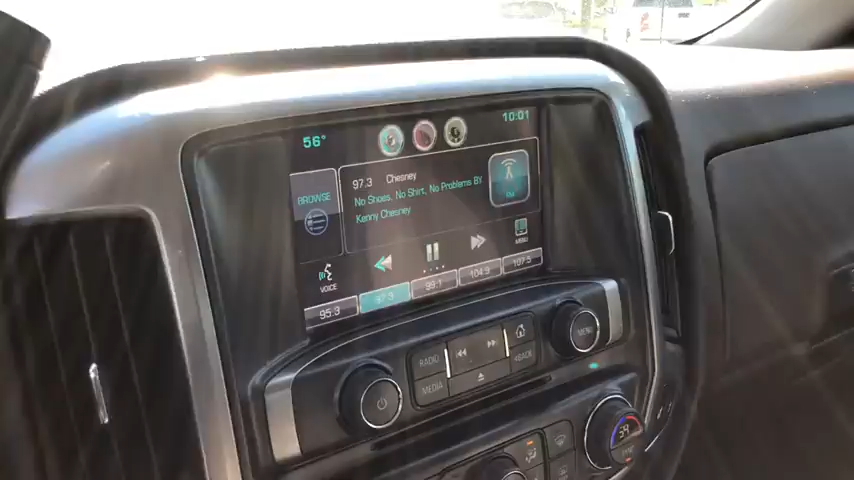 56° 10:01
97.3 Chesney
BROWSE
No Shoes, No Shirt, No Problems BY
Kenny Chesney
FM
VOICE
MENU
95.3 97.3 99.1 104.9 107.5
RADIO
MENU
MEDIA
BACK